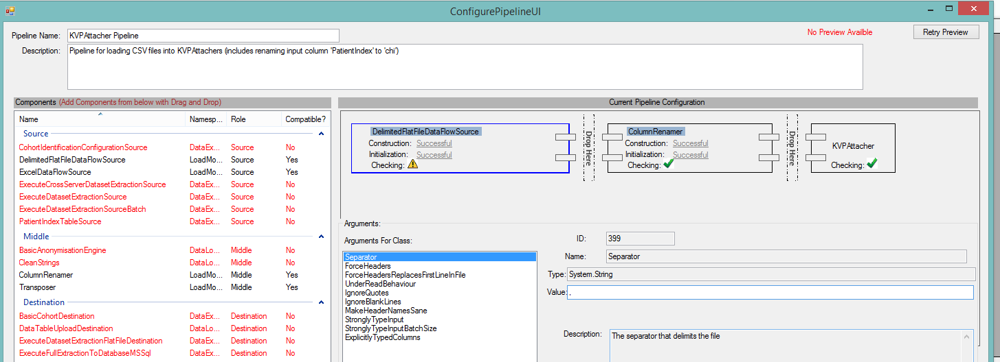 ConfigurePipelineUI
Pipeline Name: KVPAttacher Pipeline
No Preview Availble
Retry Preview
Description: Pipeline for loading CSV files into KVPAttachers (includes renaming input column 'PatientIndex' to 'chi')
Components (Add Components from below with Drag and Drop)
Name Namesp... Role Compatible?
Source
CohortIdentificationConfigurationSource DataEx... Source No
DelimitedFlatFileDataFlowSource LoadMo... Source Yes
ExcelDataFlowSource LoadMo... Source Yes
ExecuteCrossServerDatasetExtractionSource DataEx... Source No
ExecuteDatasetExtractionSource DataEx... Source No
ExecuteDatasetExtractionSourceBatch DataEx... Source No
PatientIndexTableSource DataEx... Source No
Middle
BasicAnonymisationEngine DataLo... Middle No
CleanStrings DataLo... Middle No
ColumnRenamer LoadMo... Middle Yes
Transposer LoadMo... Middle Yes
Destination
BasicCohortDestination DataEx... Destination No
DataTableUploadDestination DataLo... Destination No
ExecuteDatasetExtractionFlatFileDestination DataEx... Destination No
ExecuteFullExtractionToDatabaseMSSql DataEx... Destination No
Current Pipeline Configuration
DelimitedFlatFileDataFlowSource
Construction: Successful
Initialization: Successful
Checking:
Drop Here
ColumnRenamer
Construction: Successful
Initialization: Successful
Checking:
Drop Here
KVPAttacher
Checking:
Arguments:
Arguments For Class:
Separator
ForceHeaders
ForceHeadersReplacesFirstLineInFile
UnderReadBehaviour
IgnoreQuotes
IgnoreBlankLines
MakeHeaderNamesSane
StronglyTypeInput
StronglyTypeInputBatchSize
ExplicitlyTypedColumns
ID: 399
Name: Separator
Type: System.String
Value: ,
Description: The separator that delimits the file